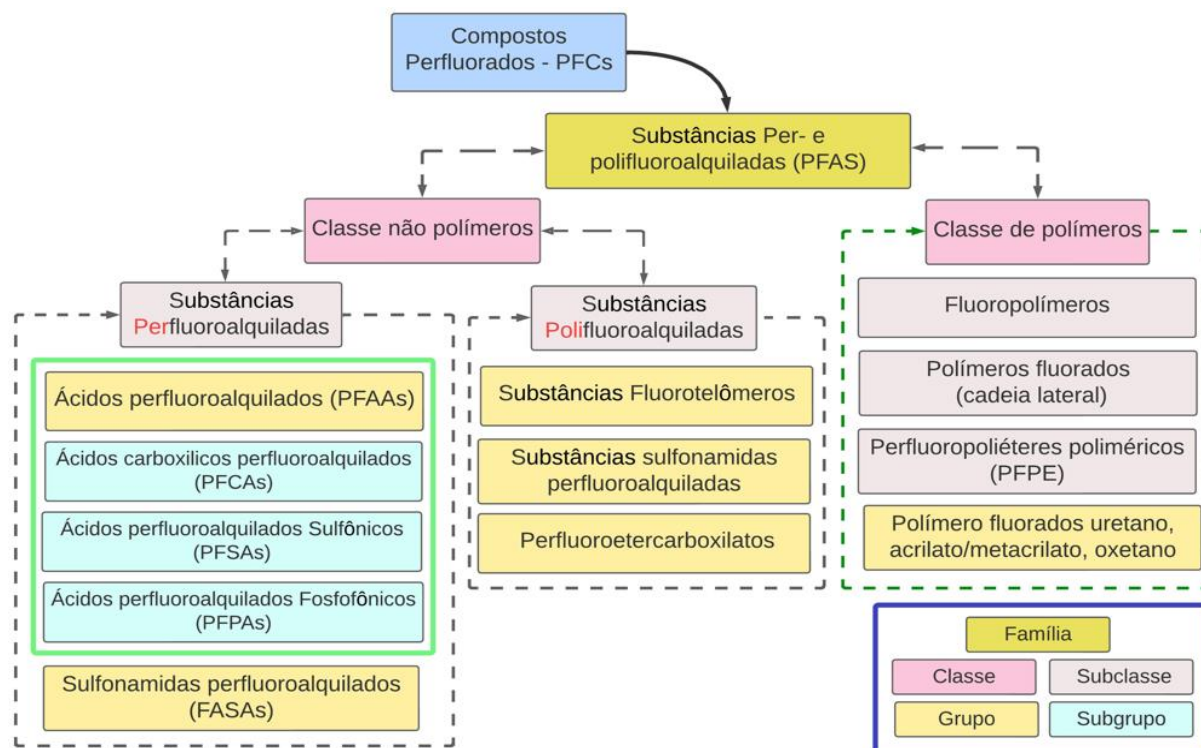 Compostos
Perfluorados - PFCs
Substâncias Per- e
polifluoroalquiladas (PFAS)
Classe não polímeros
Classe de polímeros
Substâncias
Perfluoroalquiladas
Substâncias
Polifluoroalquiladas
Ácidos perfluoroalquilados (PFAAs)
Ácidos carboxilicos perfluoroalquilados
(PFCAs)
Ácidos perfluoroalquilados Sulfônicos
(PFSAs)
Ácidos perfluoroalquilados Fosfofônicos
(PFPAs)
Sulfonamidas perfluoroalquilados
(FASAs)
Substâncias Fluorotelômeros
Substâncias sulfonamidas
perfluoroalquiladas
Perfluoroetercarboxilatos
Fluoropolímeros
Polímeros fluorados
(cadeia lateral)
Perfluoropoliéteres poliméricos
(PFPE)
Polímero fluorados uretano,
acrilato/metacrilato, oxetano
Família
Classe
Subclasse
Grupo
Subgrupo